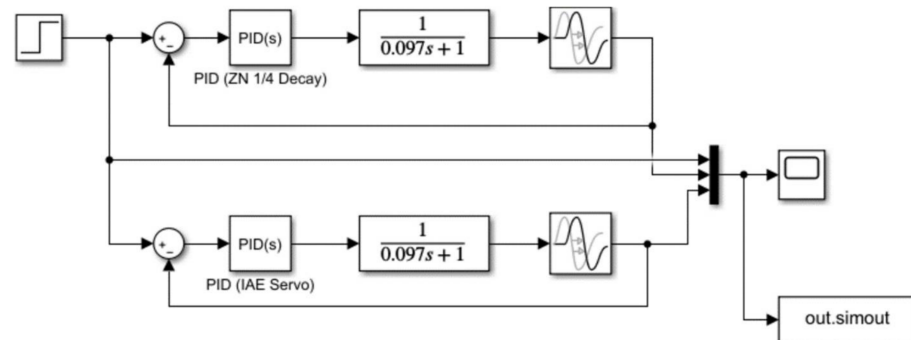 PID(s)
1
0.097s + 1
PID (ZN 1/4 Decay)
PID(s)
1
0.097s + 1
PID (IAE Servo)
out.simout